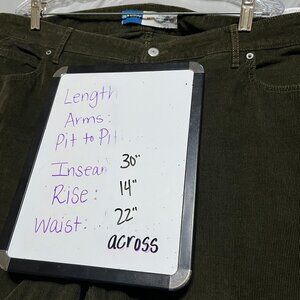 Length
Arms:
Pit to Pit
Inseam 30"
Rise: 14"
Waist: 22"
across